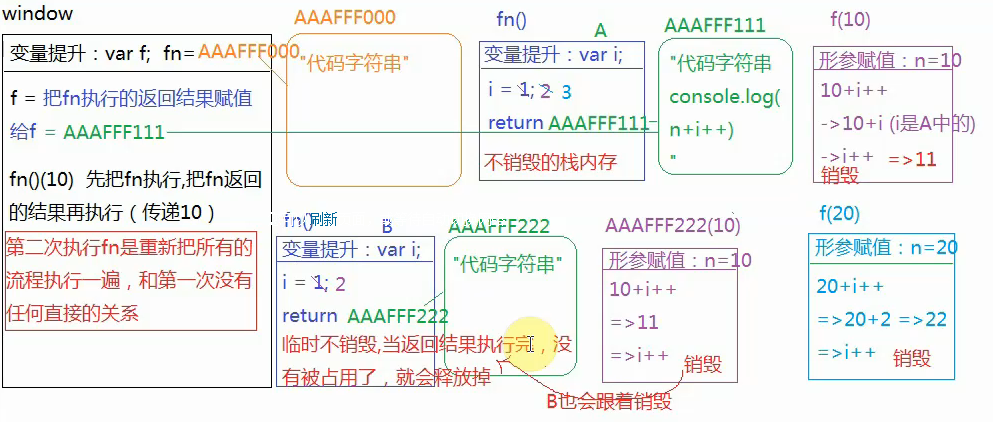 window
变量提升：var f; fn=AAAFFF000
f = 把fn执行的返回结果赋值
给f = AAAFFF111
fn()(10) 先把fn执行,把fn返回
的结果再执行（传递10）
第二次执行fn是重新把所有的
流程执行一遍，和第一次没有
任何直接的关系
AAAFFF000
"代码字符串"
fn()
A
变量提升：var i;
i = 1; 2 3
return AAAFFF111
不销毁的栈内存
AAAFFF111
"代码字符串
console.log(
n+i++)
"
f(10)
形参赋值：n=10
10+i++
->10+i (i是A中的)
->i++ =>11
销毁
fn()
刷新
B
变量提升：var i;
i = 1; 2
return AAAFFF222
临时不销毁,当返回结果执行完，没
有被占用了，就会释放掉
AAAFFF222
"代码字符串"
AAAFFF222(10)
形参赋值：n=10
10+i++
=>11
=>i++ 销毁
B也会跟着销毁
f(20)
形参赋值：n=20
20+i++
=>20+2 =>22
=>i++ 销毁